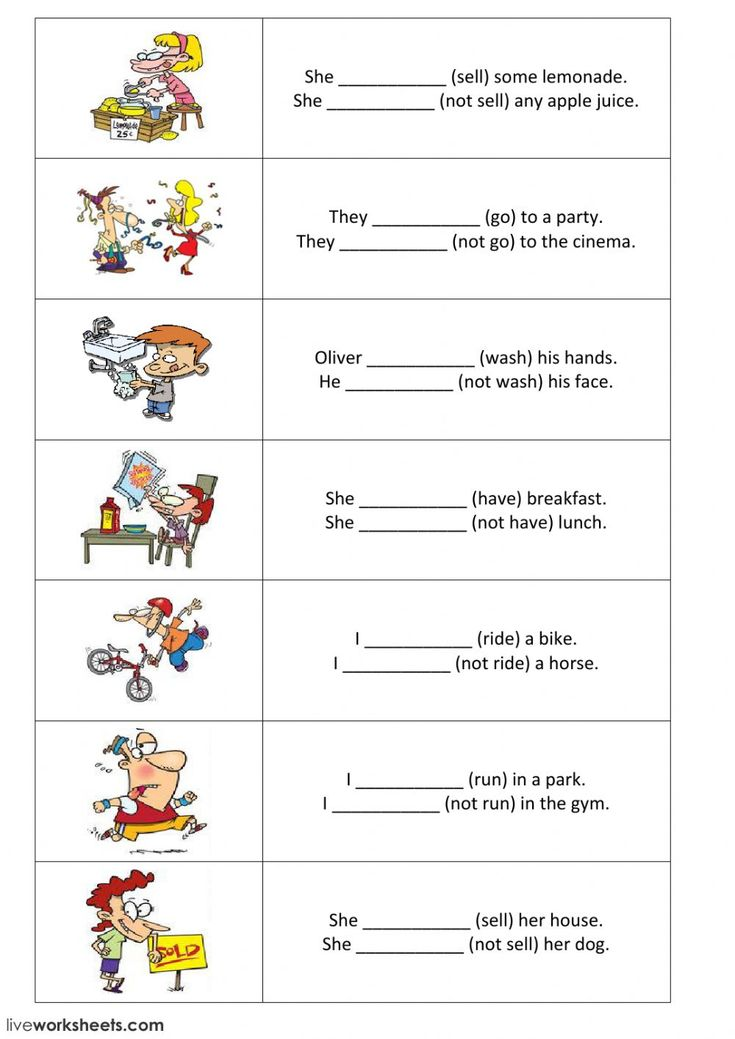 Lemonade
25¢
She ___________ (sell) some lemonade.
She ___________ (not sell) any apple juice.
They ___________ (go) to a party.
They ___________ (not go) to the cinema.
Oliver ___________ (wash) his hands.
He ___________ (not wash) his face.
She ___________ (have) breakfast.
She ___________ (not have) lunch.
I ___________ (ride) a bike.
I ___________ (not ride) a horse.
I ___________ (run) in a park.
I ___________ (not run) in the gym.
SOLD
She ___________ (sell) her house.
She ___________ (not sell) her dog.
liveworksheets.com